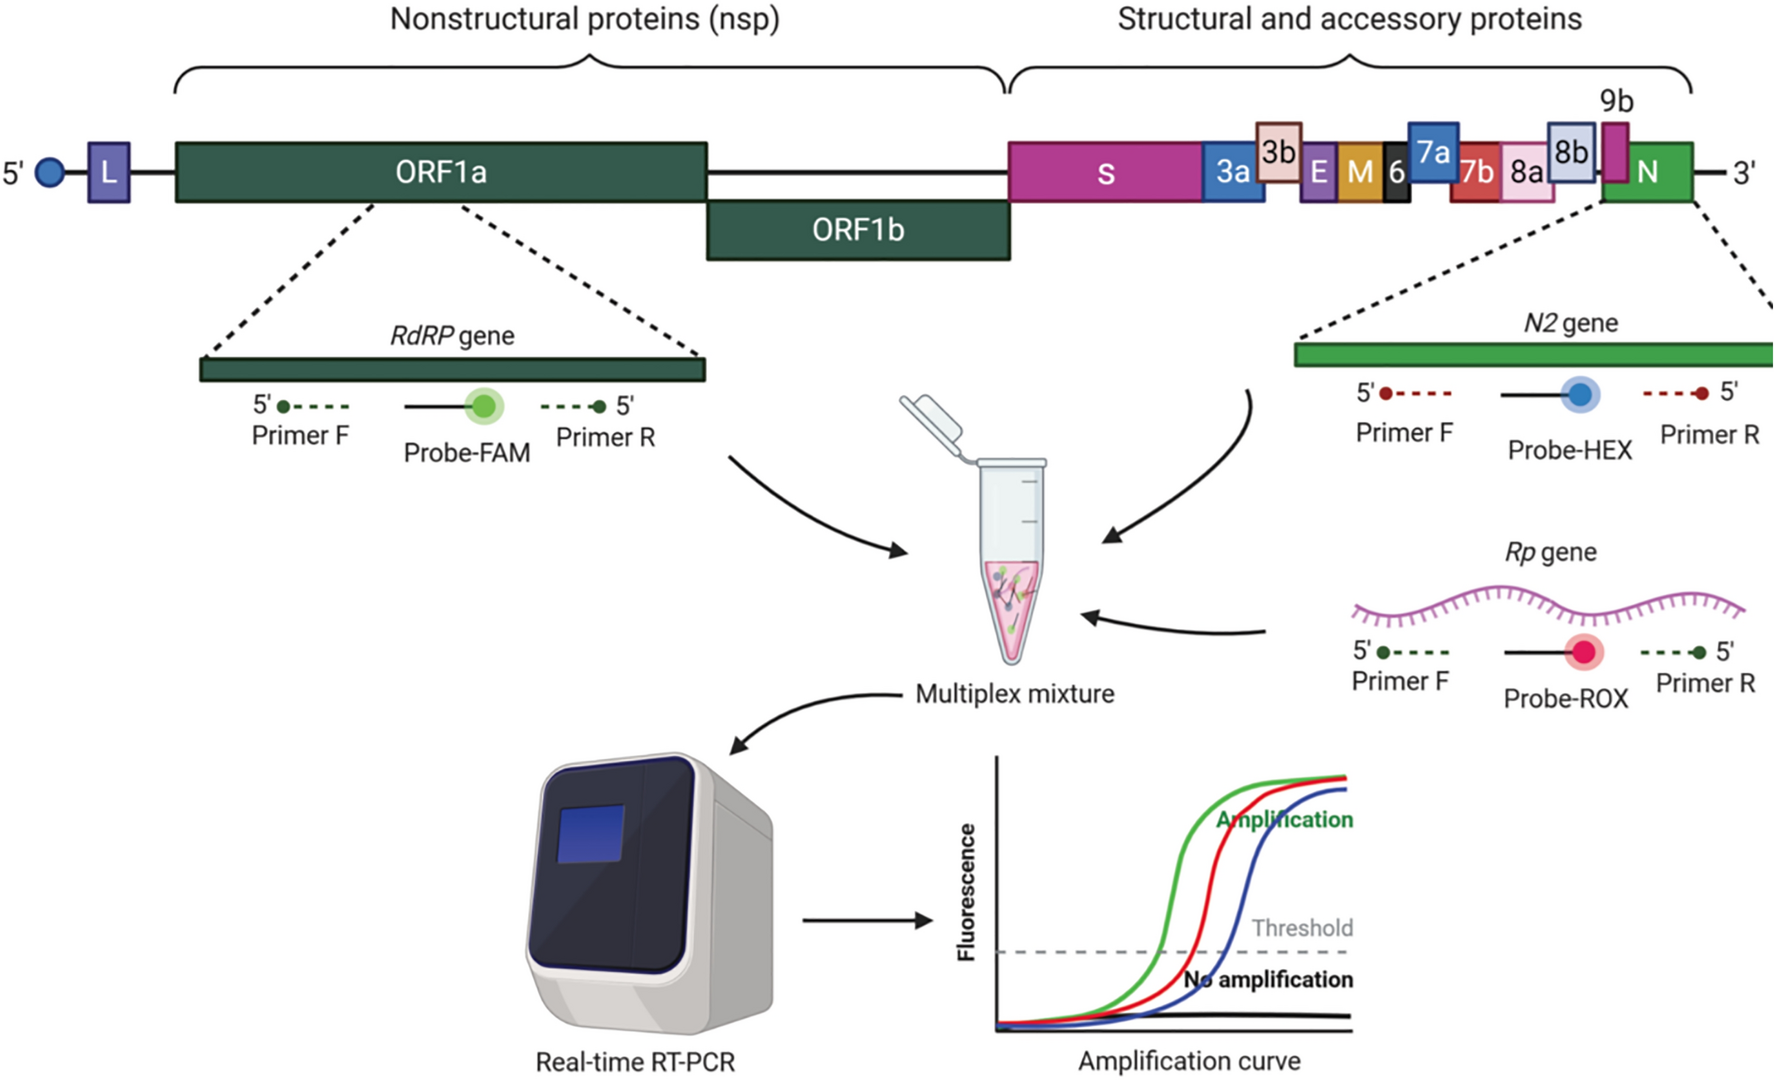 Nonstructural proteins (nsp)
Structural and accessory proteins
9b
5' L ORF1a S 3a 3b E M 6 7a 7b 8a 8b N 3'
ORF1b
RdRP gene
5' 5'
Primer F Probe-FAM Primer R
N2 gene
5' 5'
Primer F Probe-HEX Primer R
Rp gene
5' 5'
Primer F Probe-ROX Primer R
Multiplex mixture
Real-time RT-PCR
Fluorescence
Amplification
Threshold
No amplification
Amplification curve